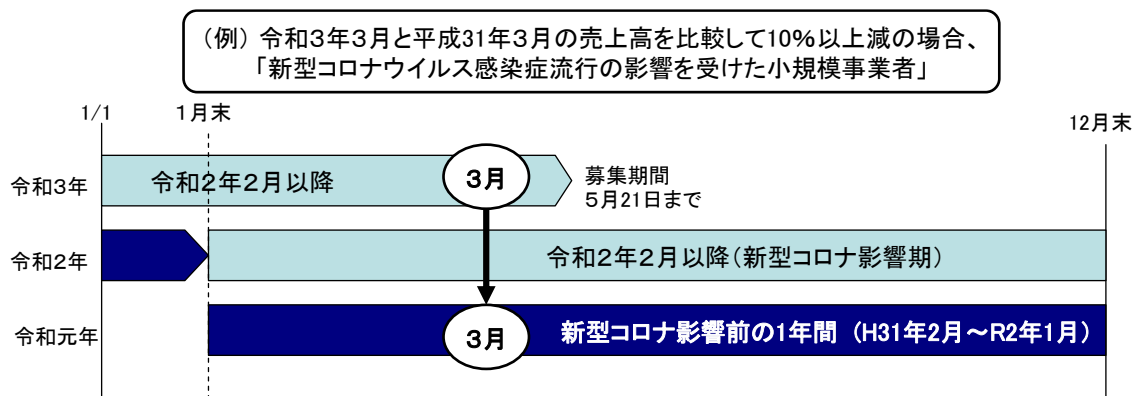 （例）令和３年３月と平成31年３月の売上高を比較して10％以上減の場合、
「新型コロナウイルス感染症流行の影響を受けた小規模事業者」
1/1
１月末
12月末
令和3年
令和２年２月以降
３月
募集期間
５月21日まで
令和２年
令和２年２月以降（新型コロナ影響期）
令和元年
３月
新型コロナ影響前の1年間（H31年２月～R２年１月）